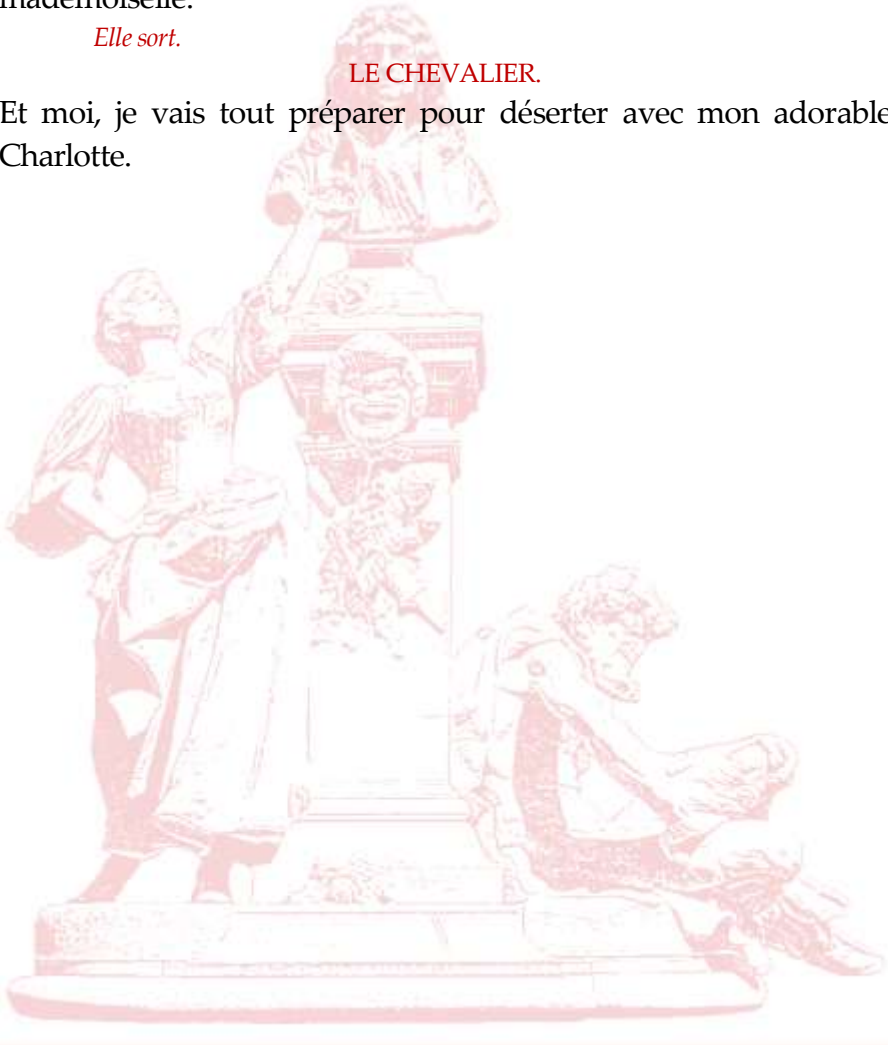 mademoiselle.
Elle sort.
LE CHEVALIER.
Et moi, je vais tout préparer pour déserter avec mon adorable
Charlotte.